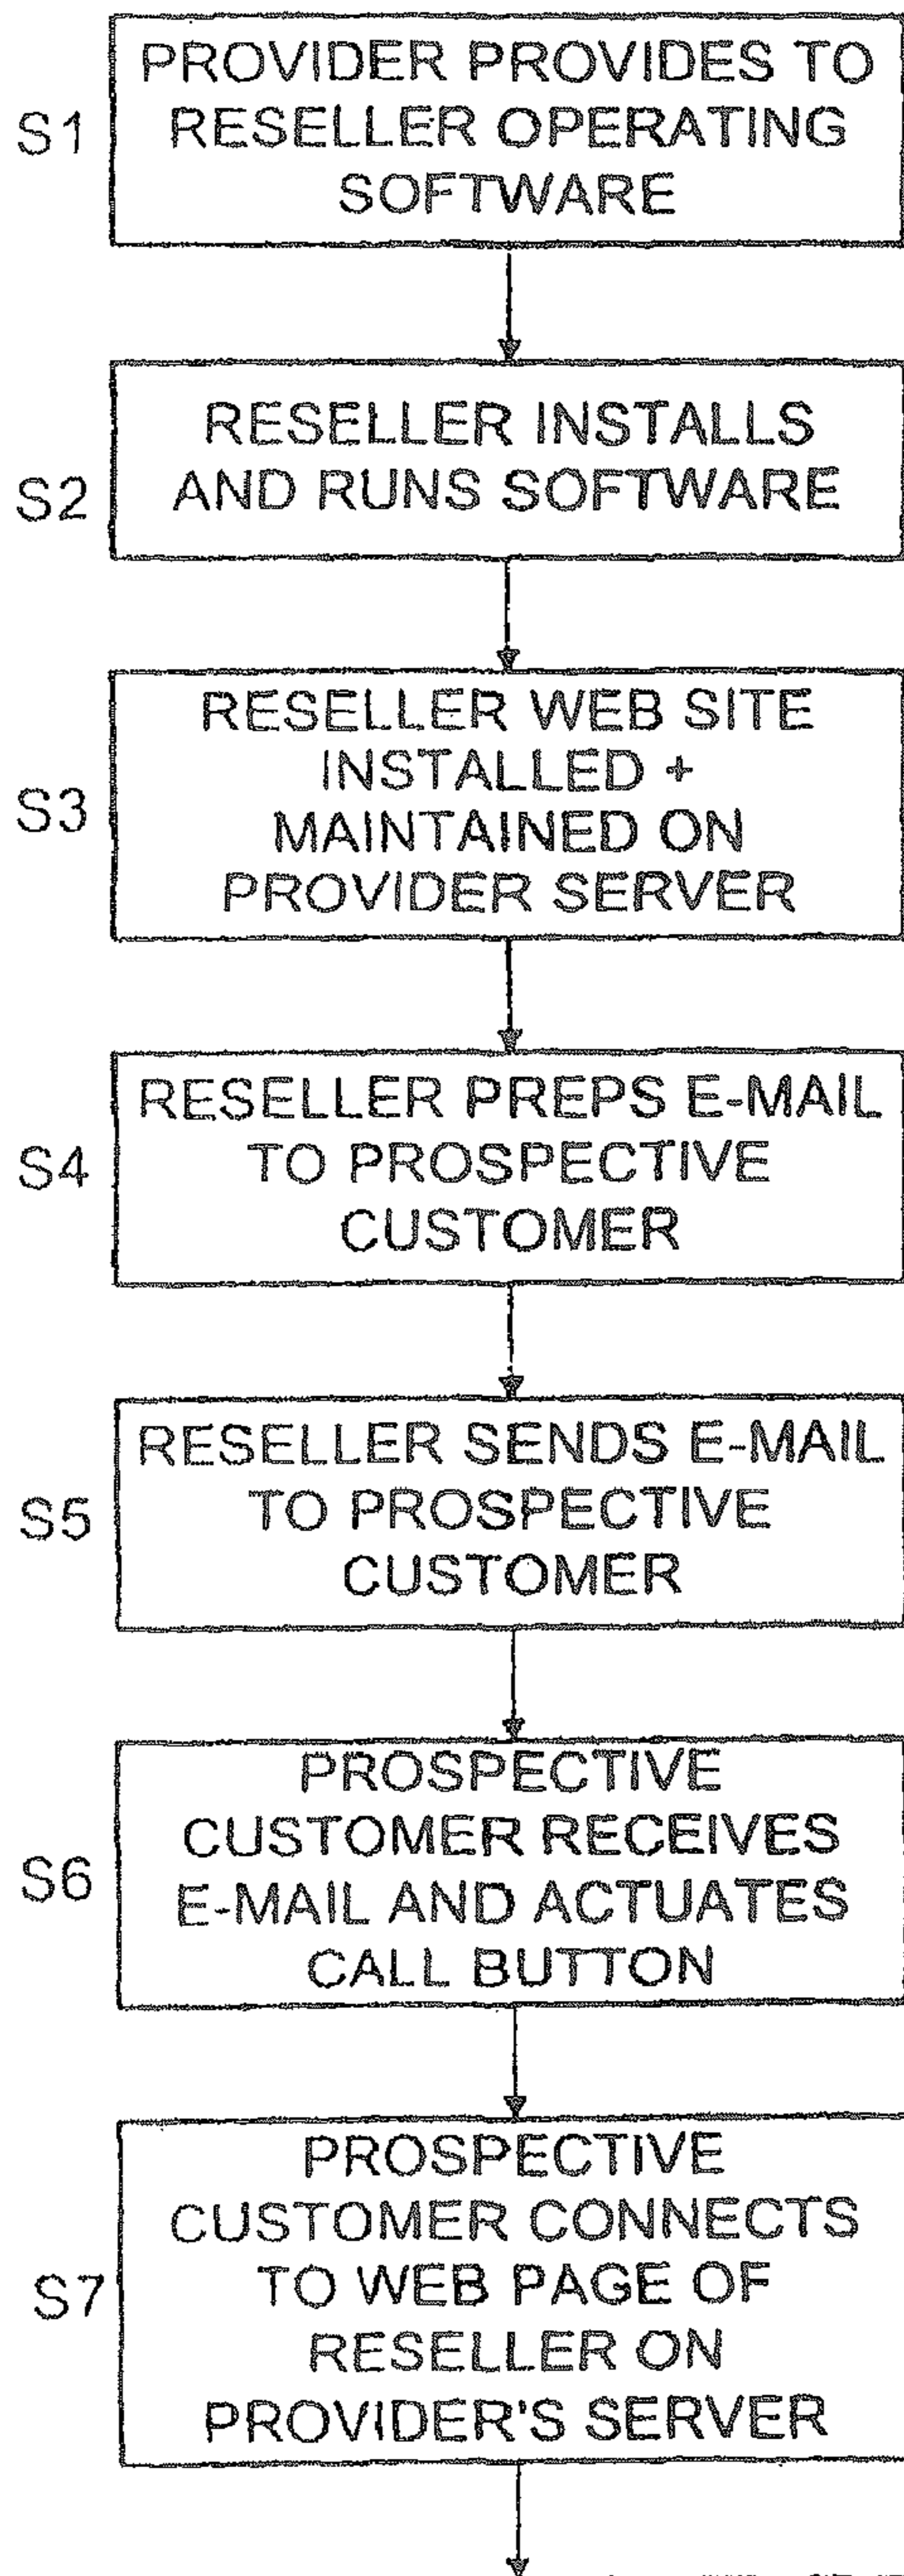 PROVIDER PROVIDES TO
S1 RESELLER OPERATING
SOFTWARE
RESELLER INSTALLS
S2 AND RUNS SOFTWARE
RESELLER WEB SITE
INSTALLED +
S3 MAINTAINED ON
PROVIDER SERVER
RESELLER PREPS E-MAIL
S4 TO PROSPECTIVE
CUSTOMER
RESELLER SENDS E-MAIL
S5 TO PROSPECTIVE
CUSTOMER
PROSPECTIVE
CUSTOMER RECEIVES
S6 E-MAIL AND ACTUATES
CALL BUTTON
PROSPECTIVE
CUSTOMER CONNECTS
S7 TO WEB PAGE OF
RESELLER ON
PROVIDER'S SERVER